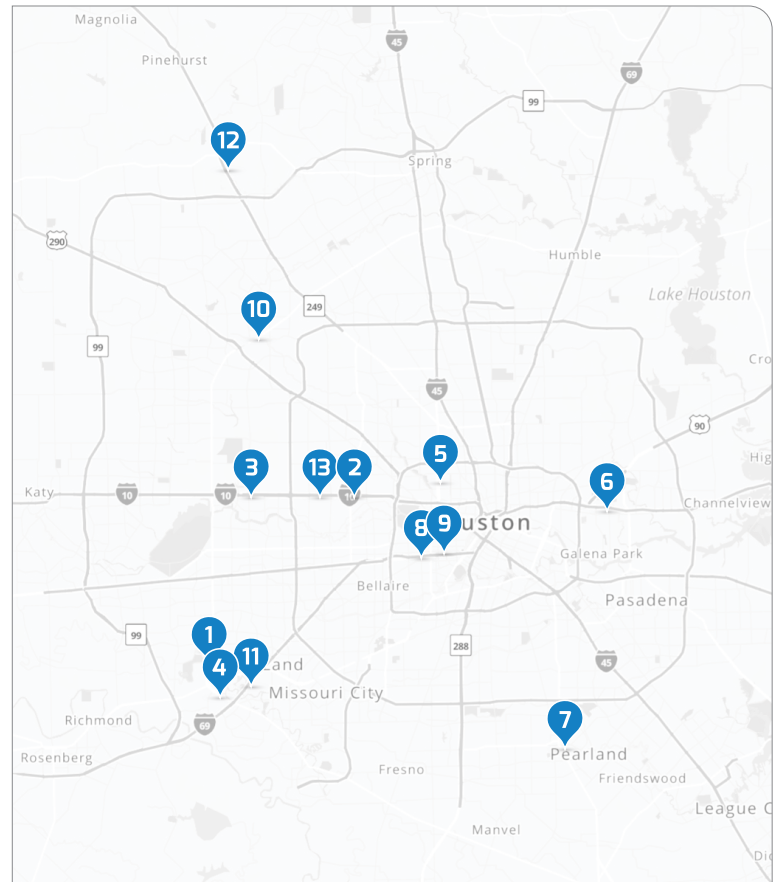 Magnolia
45
Pinehurst
69
99
12
Spring
290
Humble
Lake Houston
10
249
99
Cro
45
90
5
3
13
2
Hig
6
Katy
10
10
10
Channelview
8
9
uston
Galena Park
Bellaire
Pasadena
99
1
288
11
Land
45
4
Missouri City
7
Richmond
69
Pearland
Rosenberg
Fresno
Friendswood
League C
Manvel
Dic